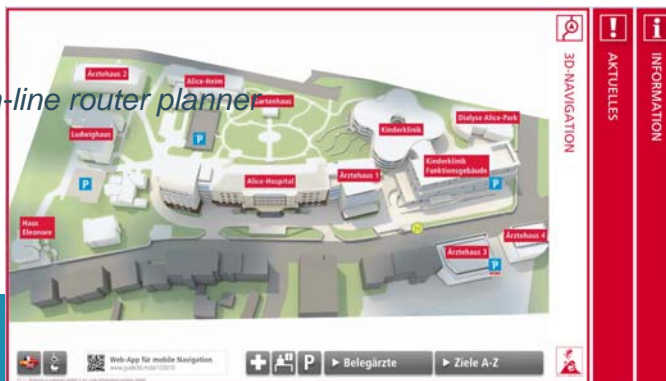 n-line router planner
Ärztehaus 2
Alice-Heim
Gartenhaus
Ludwighaus
P
P
Kinderklinik
Dialyse Alice-Park
Kinderklinik
Funktionsgebäude
P
Alice-Hospital
Ärztehaus 1
H
Haus
Eleonore
Ärztehaus 3
P
Ärztehaus 4
Web-App für mobile Navigation
P
Belegärzte
Ziele A-Z
3D-NAVIGATION
!
AKTUELLES
i
INFORMATION